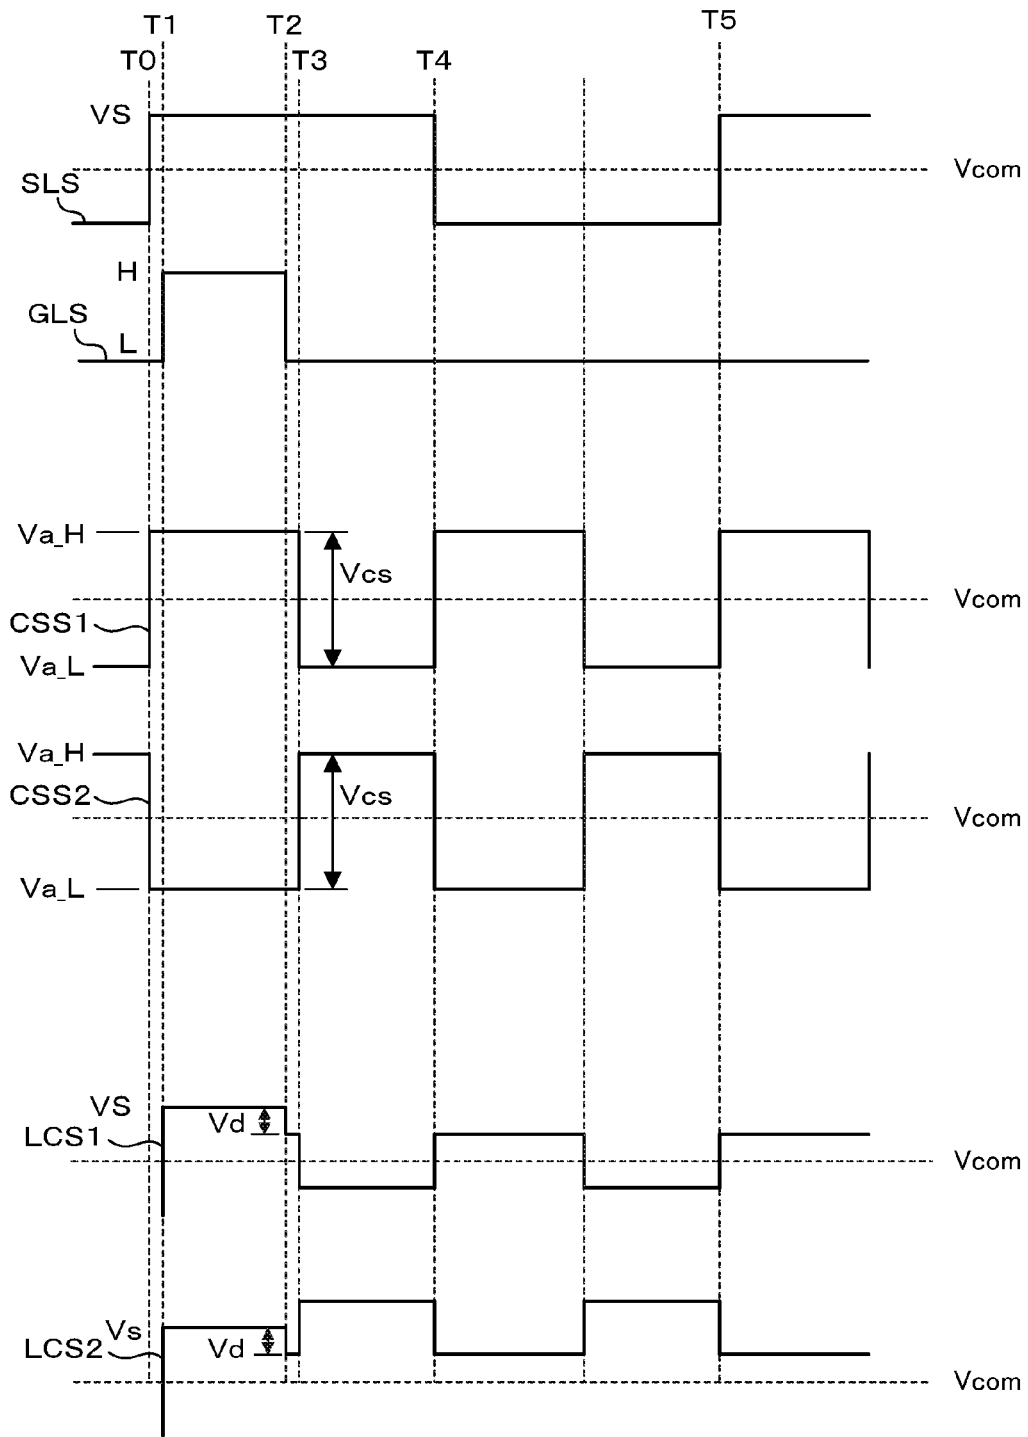 T1 T2 T5
T0 T3 T4
VS
Vcom
SLS
H
GLS
L
Va_H
Vcs
Vcom
CSS1
Va_L
Va_H
CSS2
Vcs
Vcom
Va_L
VS
Vd
LCS1
Vcom
Vs
LCS2
Vd
Vcom